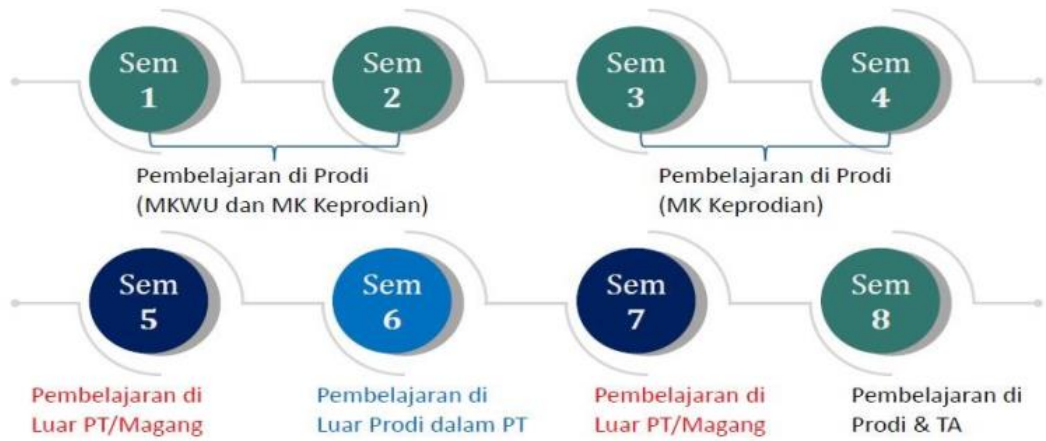 Sem
1
Sem
2
Sem
3
Sem
4
Pembelajaran di Prodi
(MKWU dan MK Keprodian)
Pembelajaran di Prodi
(MK Keprodian)
Sem
5
Sem
6
Sem
7
Sem
8
Pembelajaran di
Luar PT/Magang
Pembelajaran di
Luar Prodi dalam PT
Pembelajaran di
Luar PT/Magang
Pembelajaran di
Prodi & TA